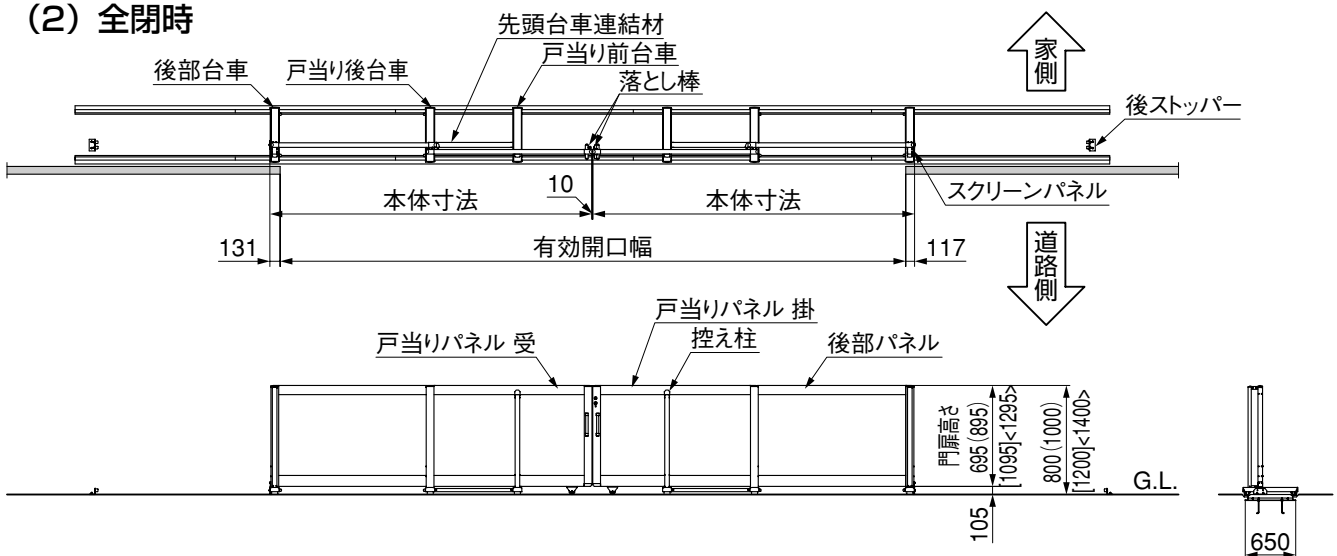 (2) 全閉時
先頭台車連結材
戸当り前台車
後部台車
戸当り後台車
落とし棒
家側
後ストッパー
スクリーンパネル
10
本体寸法
本体寸法
131
有効開口幅
117
道路側
戸当りパネル 掛
戸当りパネル 受
控え柱
後部パネル
門扉高さ
695(895)
[1095]<1295>
800(1000)
[1200]<1400>
G.L.
105
650